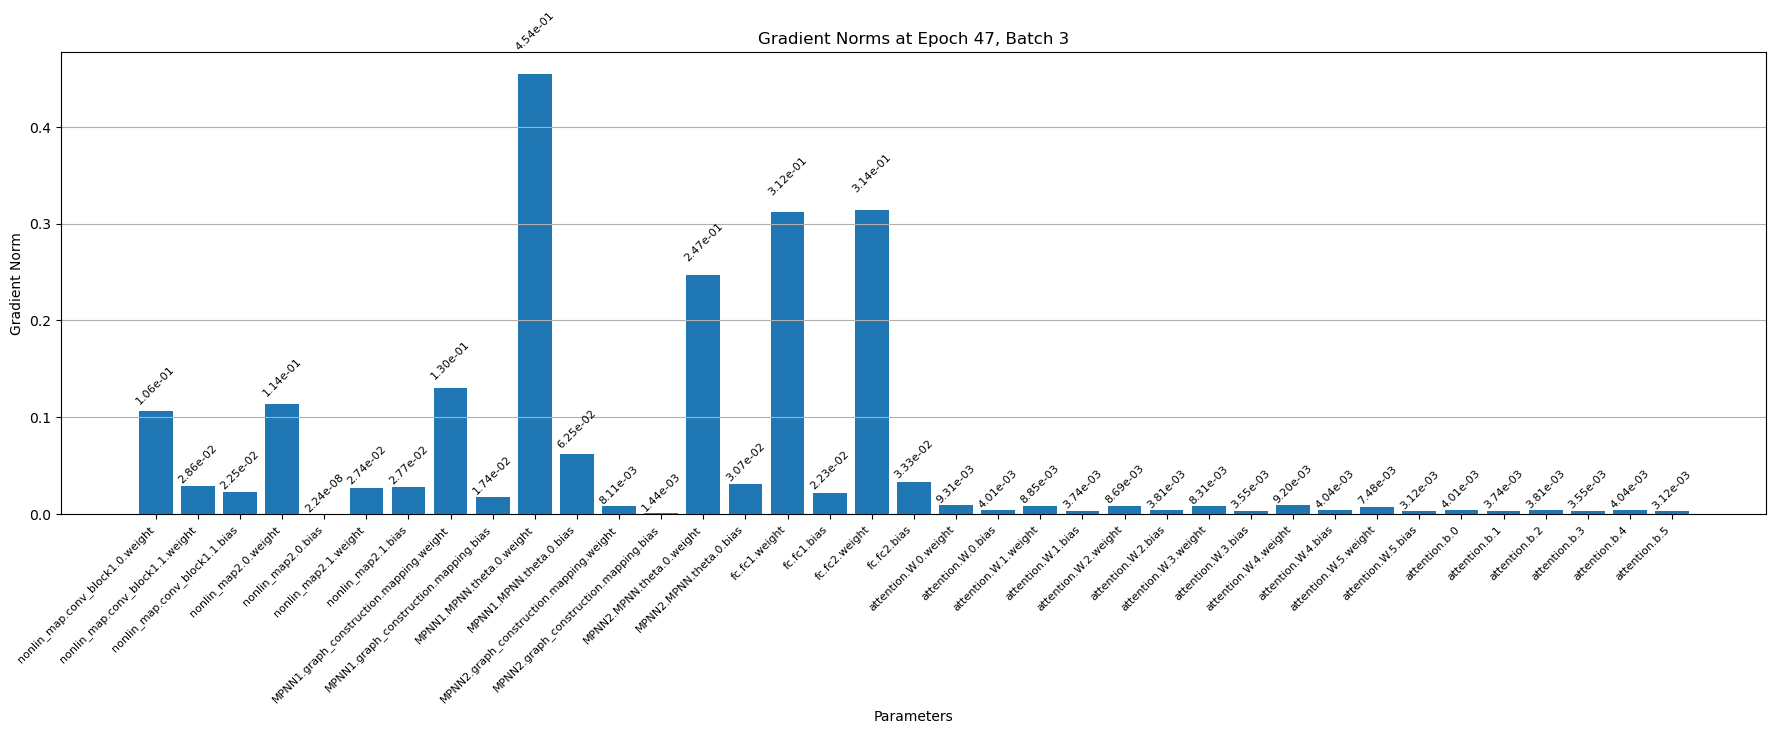 Gradient Norms at Epoch 47, Batch 3
Gradient Norm
0.4
0.3
0.2
0.1
0.0
1.06e-01
2.86e-02
2.25e-02
1.14e-01
2.24e-08
2.74e-02
2.77e-02
1.30e-01
1.74e-02
4.54e-01
6.25e-02
8.11e-03
1.44e-03
2.47e-01
3.07e-02
3.12e-01
2.23e-02
3.14e-01
3.33e-02
9.31e-03
4.01e-03
8.85e-03
3.74e-03
8.69e-03
3.81e-03
8.31e-03
3.55e-03
9.20e-03
4.04e-03
7.48e-03
3.12e-03
4.01e-03
3.74e-03
3.81e-03
3.55e-03
4.04e-03
3.12e-03
nonlin_map.conv_block1.0.weight
nonlin_map.conv_block1.1.weight
nonlin_map.conv_block1.1.bias
nonlin_map2.0.weight
nonlin_map2.0.bias
nonlin_map2.1.weight
nonlin_map2.1.bias
MPNN1.graph_construction.mapping.weight
MPNN1.graph_construction.mapping.bias
MPNN1.MPNN.theta.0.weight
MPNN1.MPNN.theta.0.bias
MPNN2.graph_construction.mapping.weight
MPNN2.graph_construction.mapping.bias
MPNN2.MPNN.theta.0.weight
MPNN2.MPNN.theta.0.bias
fc.fc1.weight
fc.fc1.bias
fc.fc2.weight
fc.fc2.bias
attention.W.0.weight
attention.W.0.bias
attention.W.1.weight
attention.W.1.bias
attention.W.2.weight
attention.W.2.bias
attention.W.3.weight
attention.W.3.bias
attention.W.4.weight
attention.W.4.bias
attention.W.5.weight
attention.W.5.bias
attention.b.0
attention.b.1
attention.b.2
attention.b.3
attention.b.4
attention.b.5
Parameters